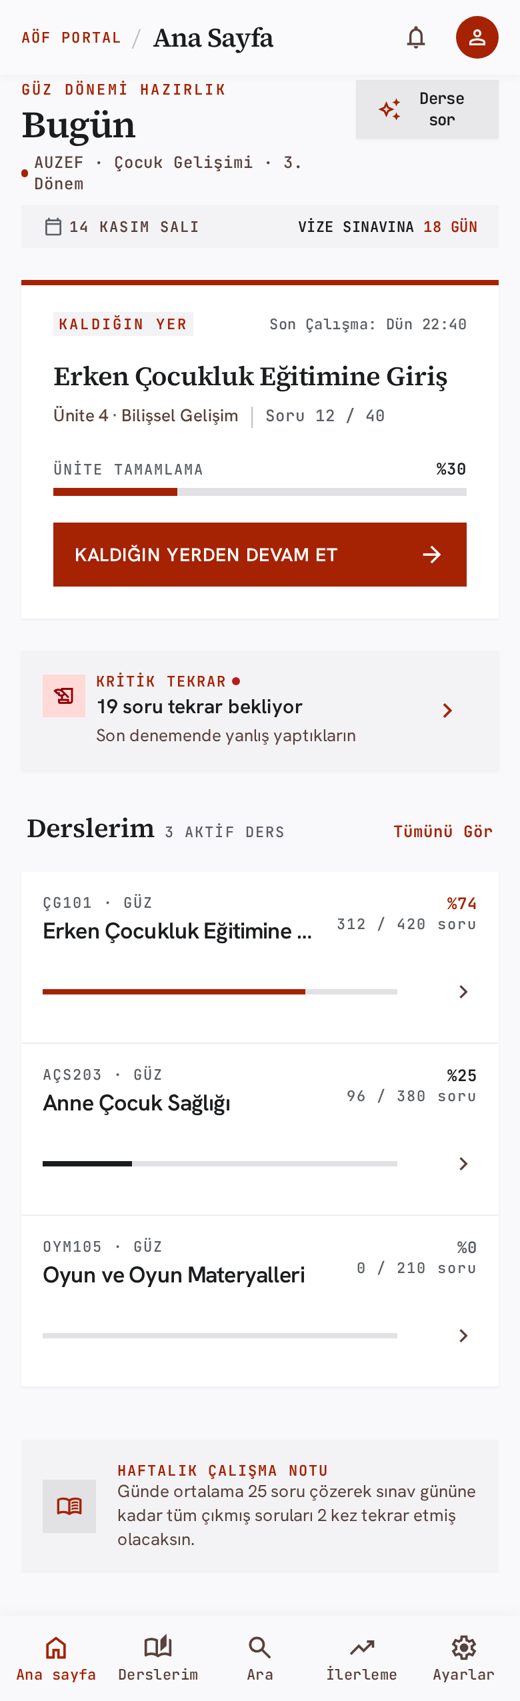 AÖF PORTAL / Ana Sayfa
GÜZ DÖNEMİ HAZIRLIK
Bugün
Derse
sor
AUZEF · Çocuk Gelişimi · 3.
Dönem
14 KASIM SALI
VİZE SINAVINA 18 GÜN
KALDIĞIN YER
Son Çalışma: Dün 22:40
Erken Çocukluk Eğitimine Giriş
Ünite 4 · Bilişsel Gelişim
Soru 12 / 40
ÜNİTE TAMAMLAMA
%30
KALDIĞIN YERDEN DEVAM ET
KRİTİK TEKRAR
19 soru tekrar bekliyor
Son denemende yanlış yaptıkların
Derslerim
3 AKTİF DERS
Tümünü Gör
ÇG101 · GÜZ
%74
Erken Çocukluk Eğitimine ...
312 / 420 soru
AÇS203 · GÜZ
%25
Anne Çocuk Sağlığı
96 / 380 soru
OYM105 · GÜZ
%0
Oyun ve Oyun Materyalleri
0 / 210 soru
HAFTALIK ÇALIŞMA NOTU
Günde ortalama 25 soru çözerek sınav gününe
kadar tüm çıkmış soruları 2 kez tekrar etmiş
olacaksın.
Ana sayfa
Derslerim
Ara
İlerleme
Ayarlar